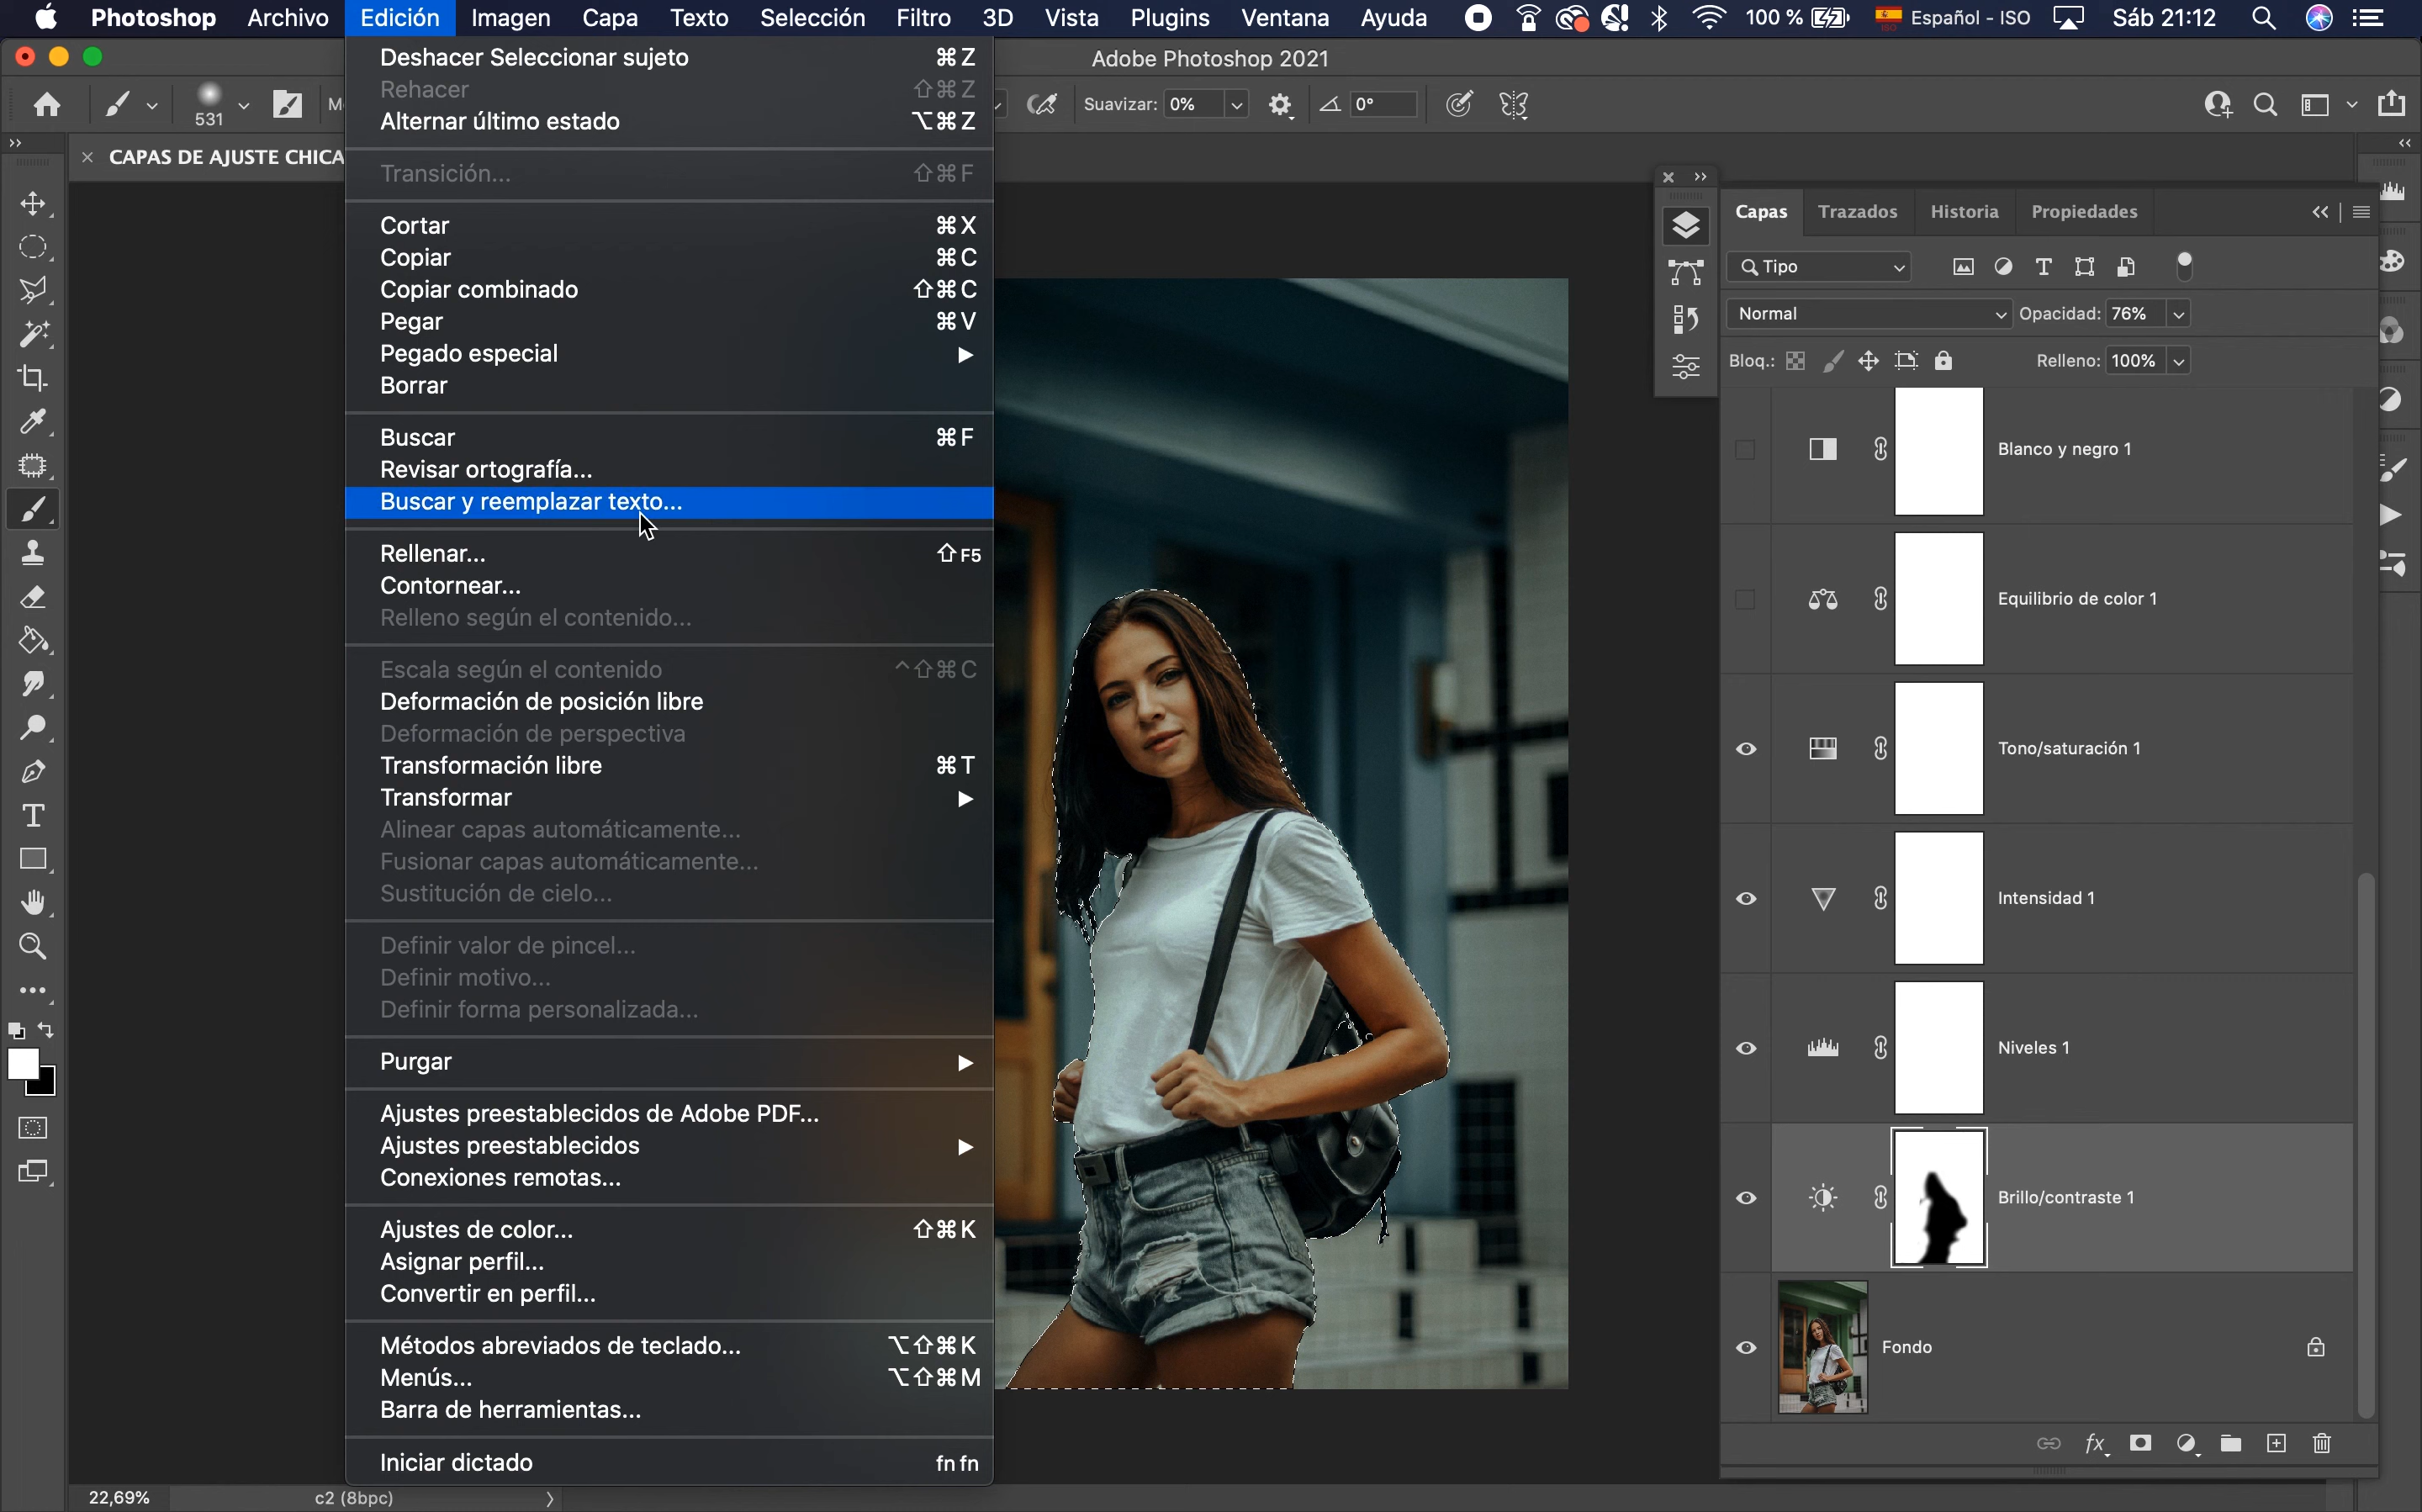 Photoshop Archivo Edición Imagen Capa Texto Selección Filtro 3D Vista Plugins Ventana Ayuda 100 % Español - ISO Sáb 21:12
Adobe Photoshop 2021
531
Suavizar: 0% 0°
CAPAS DE AJUSTE CHICA
Deshacer Seleccionar sujeto ⌘Z
Rehacer ⇧⌘Z
Alternar último estado ⌥⌘Z
Transición... ⇧⌘F
Cortar ⌘X
Copiar ⌘C
Copiar combinado ⇧⌘C
Pegar ⌘V
Pegado especial
Borrar
Buscar ⌘F
Revisar ortografía...
Buscar y reemplazar texto...
Rellenar... ⇧F5
Contornear...
Relleno según el contenido...
Escala según el contenido ^⇧⌘C
Deformación de posición libre
Deformación de perspectiva
Transformación libre ⌘T
Transformar
Alinear capas automáticamente...
Fusionar capas automáticamente...
Sustitución de cielo...
Definir valor de pincel...
Definir motivo...
Definir forma personalizada...
Purgar
Ajustes preestablecidos de Adobe PDF...
Ajustes preestablecidos
Conexiones remotas...
Ajustes de color... ⇧⌘K
Asignar perfil...
Convertir en perfil...
Métodos abreviados de teclado... ⌥⇧⌘K
Menús... ⌥⇧⌘M
Barra de herramientas...
Iniciar dictado fn fn
22,69% c2 (8bpc)
Capas Trazados Historia Propiedades
Tipo
Normal Opacidad: 76%
Bloq.: Relleno: 100%
Blanco y negro 1
Equilibrio de color 1
Tono/saturación 1
Intensidad 1
Niveles 1
Brillo/contraste 1
Fondo
fx